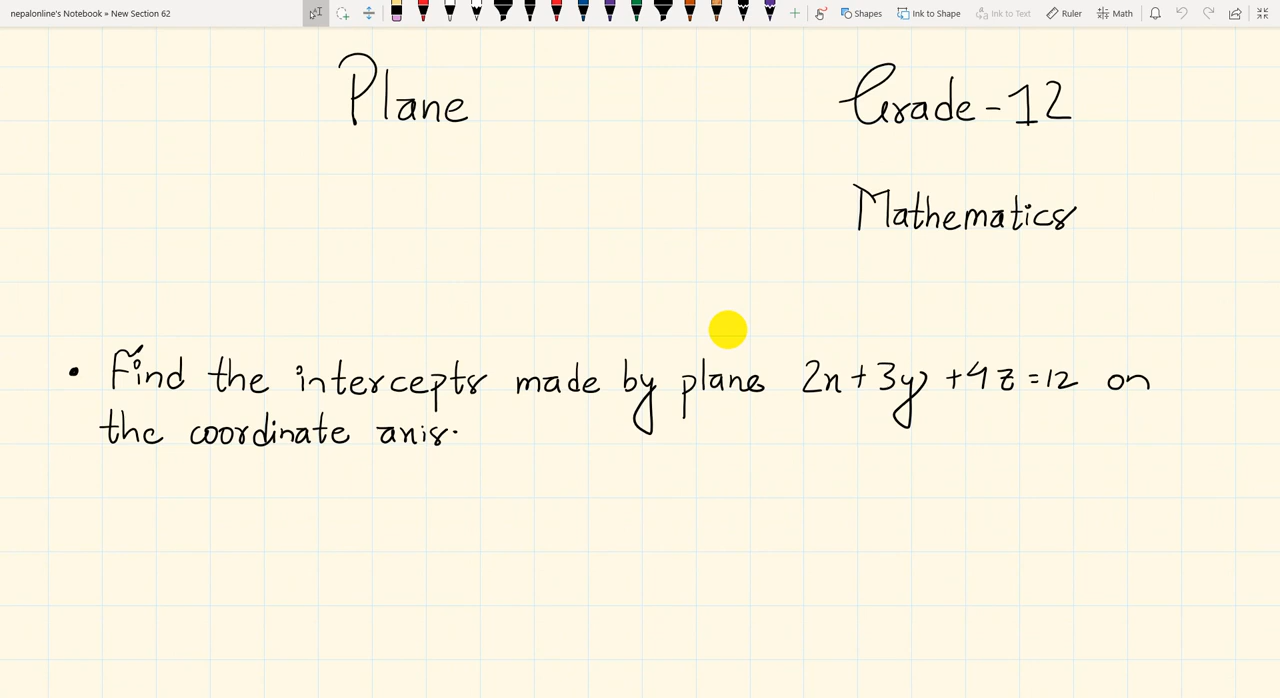 nepalonline's Notebook » New Section 62
Shapes Ink to Shape Ink to Text Ruler Math
Plane
Grade-12
Mathematics
• Find the intercepts made by plane 2x+3y+4z=12 on
the coordinate axis.